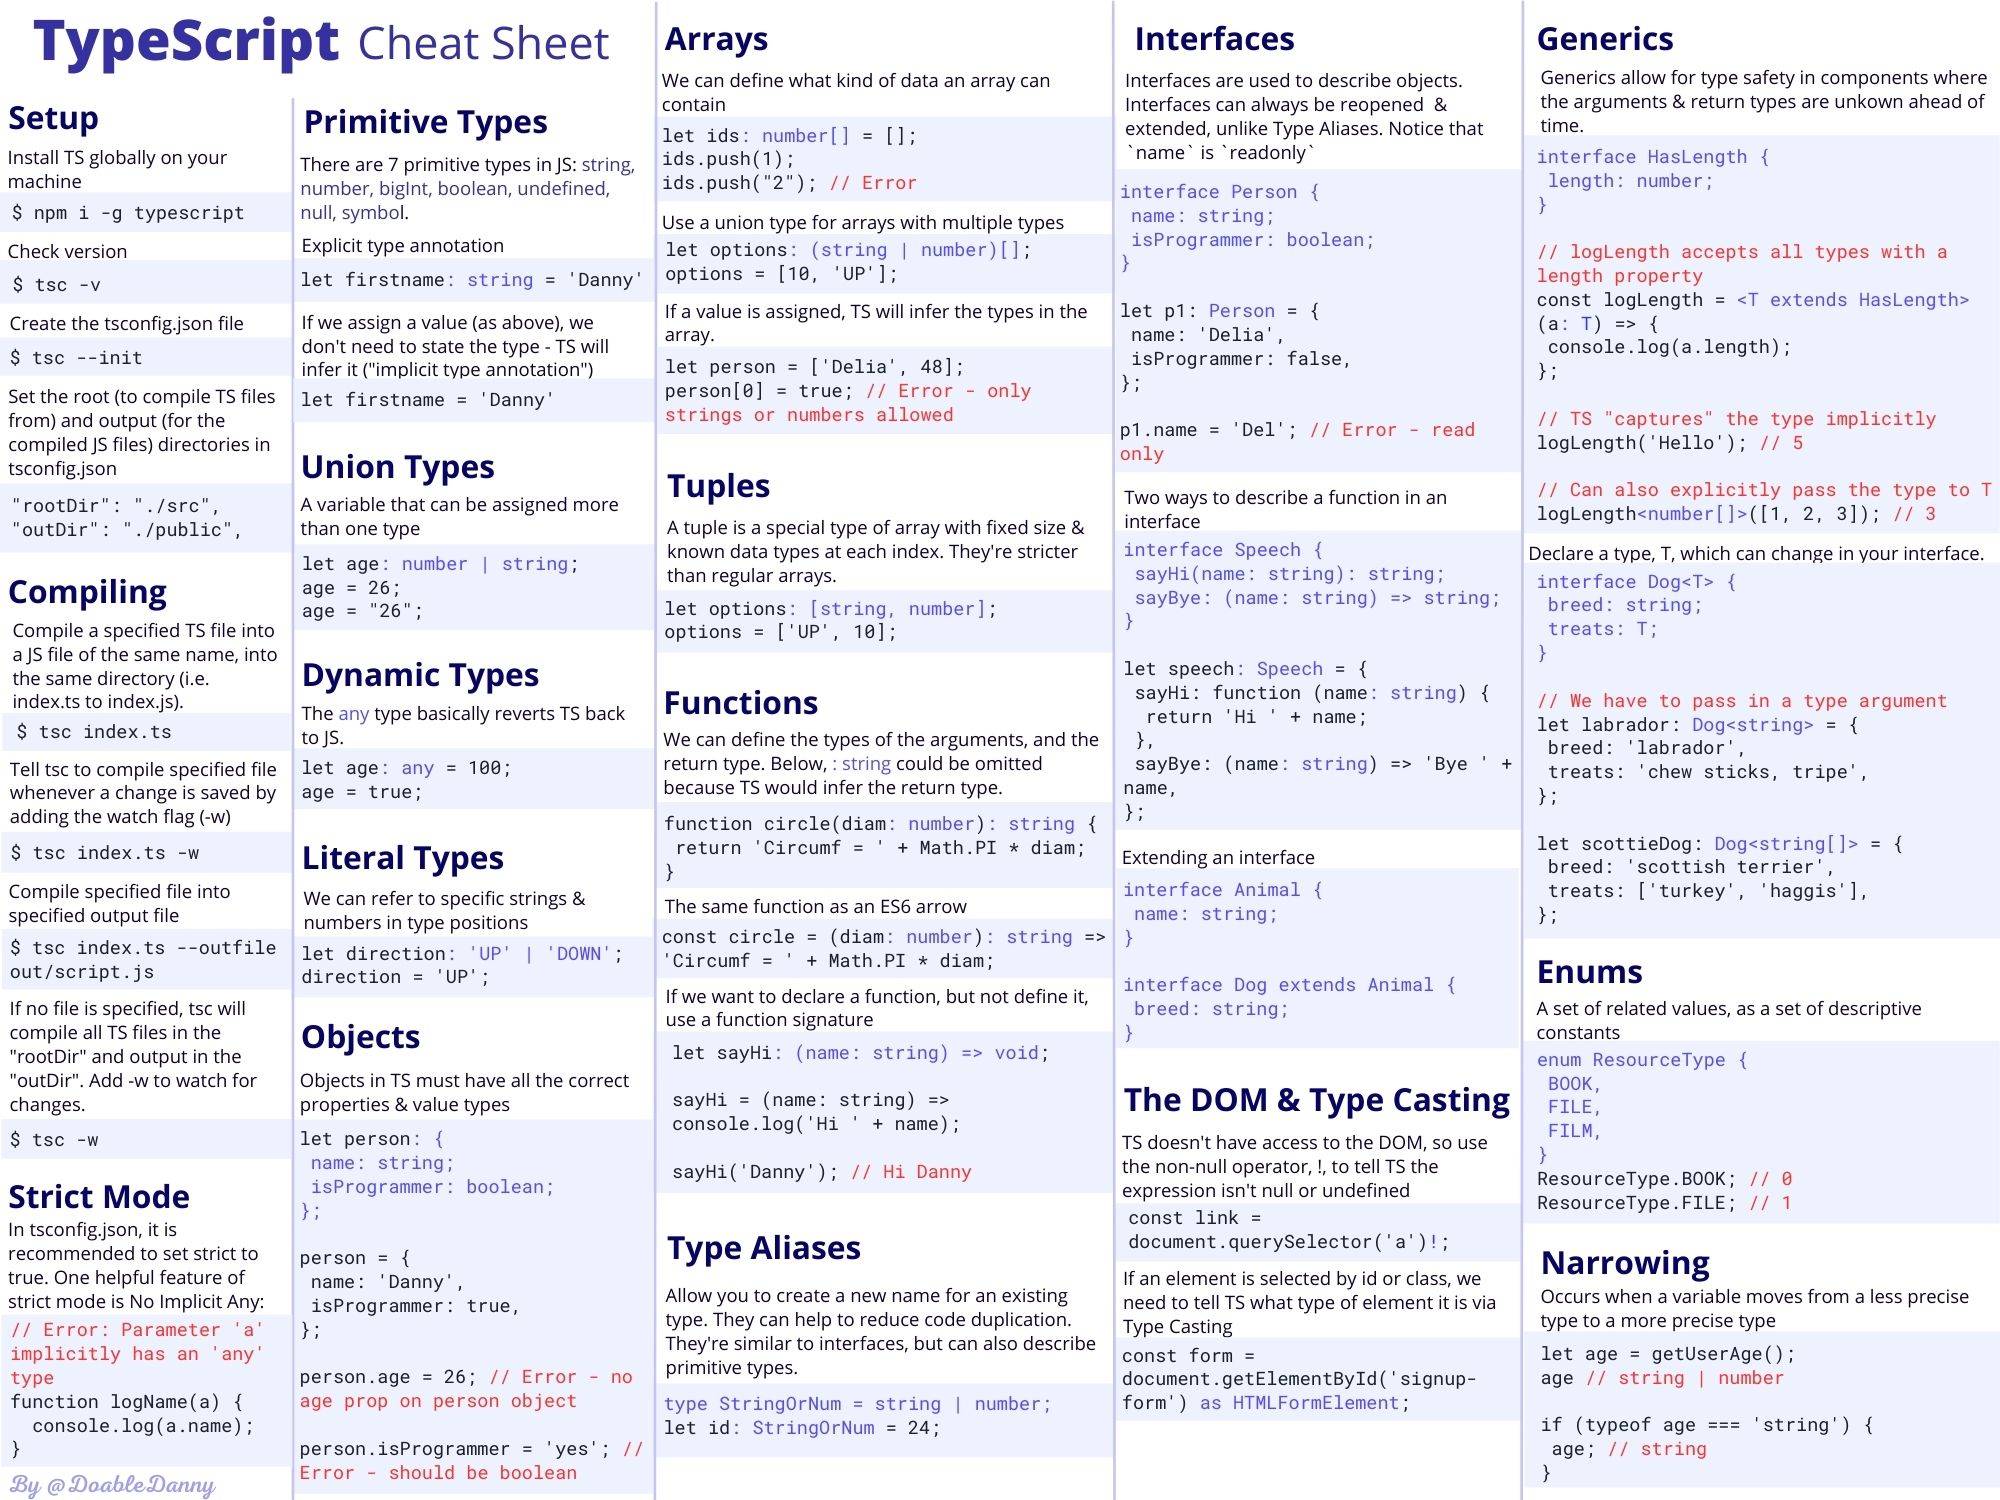 TypeScript Cheat Sheet
Setup
Install TS globally on your
machine
$ npm i -g typescript
Check version
$ tsc -v
Create the tsconfig.json file
$ tsc --init
Set the root (to compile TS files
from) and output (for the
compiled JS files) directories in
tsconfig.json
"rootDir": "./src",
"outDir": "./public",
Compiling
Compile a specified TS file into
a JS file of the same name, into
the same directory (i.e.
index.ts to index.js).
$ tsc index.ts
Tell tsc to compile specified file
whenever a change is saved by
adding the watch flag (-w)
$ tsc index.ts -w
Compile specified file into
specified output file
$ tsc index.ts --outfile
out/script.js
If no file is specified, tsc will
compile all TS files in the
"rootDir" and output in the
"outDir". Add -w to watch for
changes.
$ tsc -w
Strict Mode
In tsconfig.json, it is
recommended to set strict to
true. One helpful feature of
strict mode is No Implicit Any:
// Error: Parameter 'a'
implicitly has an 'any'
type
function logName(a) {
  console.log(a.name);
}
By @DoableDanny
Primitive Types
There are 7 primitive types in JS: string,
number, bigInt, boolean, undefined,
null, symbol.
Explicit type annotation
let firstname: string = 'Danny'
If we assign a value (as above), we
don't need to state the type - TS will
infer it ("implicit type annotation")
let firstname = 'Danny'
Union Types
A variable that can be assigned more
than one type
let age: number | string;
age = 26;
age = "26";
Dynamic Types
The any type basically reverts TS back
to JS.
let age: any = 100;
age = true;
Literal Types
We can refer to specific strings &
numbers in type positions
let direction: 'UP' | 'DOWN';
direction = 'UP';
Objects
Objects in TS must have all the correct
properties & value types
let person: {
 name: string;
 isProgrammer: boolean;
};
person = {
 name: 'Danny',
 isProgrammer: true,
};
person.age = 26; // Error - no
age prop on person object
person.isProgrammer = 'yes'; //
Error - should be boolean
Arrays
We can define what kind of data an array can
contain
let ids: number[] = [];
ids.push(1);
ids.push("2"); // Error
Use a union type for arrays with multiple types
let options: (string | number)[];
options = [10, 'UP'];
If a value is assigned, TS will infer the types in the
array.
let person = ['Delia', 48];
person[0] = true; // Error - only
strings or numbers allowed
Tuples
A tuple is a special type of array with fixed size &
known data types at each index. They're stricter
than regular arrays.
let options: [string, number];
options = ['UP', 10];
Functions
We can define the types of the arguments, and the
return type. Below, : string could be omitted
because TS would infer the return type.
function circle(diam: number): string {
 return 'Circumf = ' + Math.PI * diam;
}
The same function as an ES6 arrow
const circle = (diam: number): string =>
'Circumf = ' + Math.PI * diam;
If we want to declare a function, but not define it,
use a function signature
let sayHi: (name: string) => void;
sayHi = (name: string) =>
console.log('Hi ' + name);
sayHi('Danny'); // Hi Danny
Type Aliases
Allow you to create a new name for an existing
type. They can help to reduce code duplication.
They're similar to interfaces, but can also describe
primitive types.
type StringOrNum = string | number;
let id: StringOrNum = 24;
Interfaces
Interfaces are used to describe objects.
Interfaces can always be reopened &
extended, unlike Type Aliases. Notice that
`name` is `readonly`
interface Person {
 name: string;
 isProgrammer: boolean;
}
let p1: Person = {
 name: 'Delia',
 isProgrammer: false,
};
p1.name = 'Del'; // Error - read
only
Two ways to describe a function in an
interface
interface Speech {
 sayHi(name: string): string;
 sayBye: (name: string) => string;
}
let speech: Speech = {
 sayHi: function (name: string) {
  return 'Hi ' + name;
 },
 sayBye: (name: string) => 'Bye ' +
name,
};
Extending an interface
interface Animal {
 name: string;
}
interface Dog extends Animal {
 breed: string;
}
The DOM & Type Casting
TS doesn't have access to the DOM, so use
the non-null operator, !, to tell TS the
expression isn't null or undefined
const link =
document.querySelector('a')!;
If an element is selected by id or class, we
need to tell TS what type of element it is via
Type Casting
const form =
document.getElementById('signup-
form') as HTMLFormElement;
Generics
Generics allow for type safety in components where
the arguments & return types are unkown ahead of
time.
interface HasLength {
 length: number;
}
// logLength accepts all types with a
length property
const logLength = <T extends HasLength>
(a: T) => {
 console.log(a.length);
};
// TS "captures" the type implicitly
logLength('Hello'); // 5
// Can also explicitly pass the type to T
logLength<number[]>([1, 2, 3]); // 3
Declare a type, T, which can change in your interface.
interface Dog<T> {
 breed: string;
 treats: T;
}
// We have to pass in a type argument
let labrador: Dog<string> = {
 breed: 'labrador',
 treats: 'chew sticks, tripe',
};
let scottieDog: Dog<string[]> = {
 breed: 'scottish terrier',
 treats: ['turkey', 'haggis'],
};
Enums
A set of related values, as a set of descriptive
constants
enum ResourceType {
 BOOK,
 FILE,
 FILM,
}
ResourceType.BOOK; // 0
ResourceType.FILE; // 1
Narrowing
Occurs when a variable moves from a less precise
type to a more precise type
let age = getUserAge();
age // string | number
if (typeof age === 'string') {
 age; // string
}